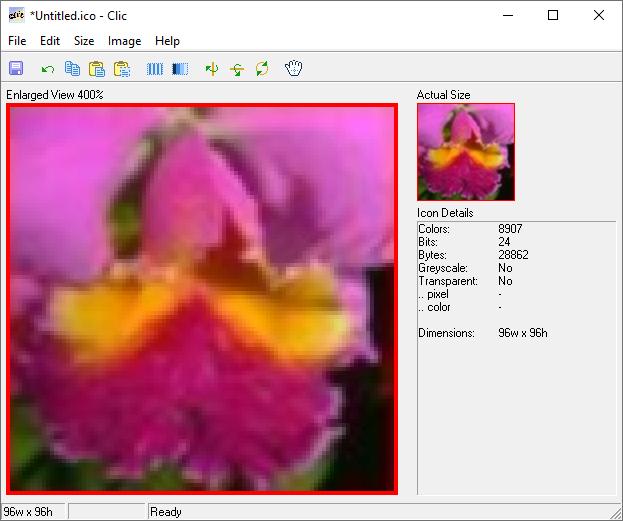 *Untitled.ico - Clic
File Edit Size Image Help
Enlarged View 400%
Actual Size
Icon Details
Colors: 8907
Bits: 24
Bytes: 28862
Greyscale: No
Transparent: No
.. pixel -
.. color -
Dimensions: 96w x 96h
96w x 96h Ready